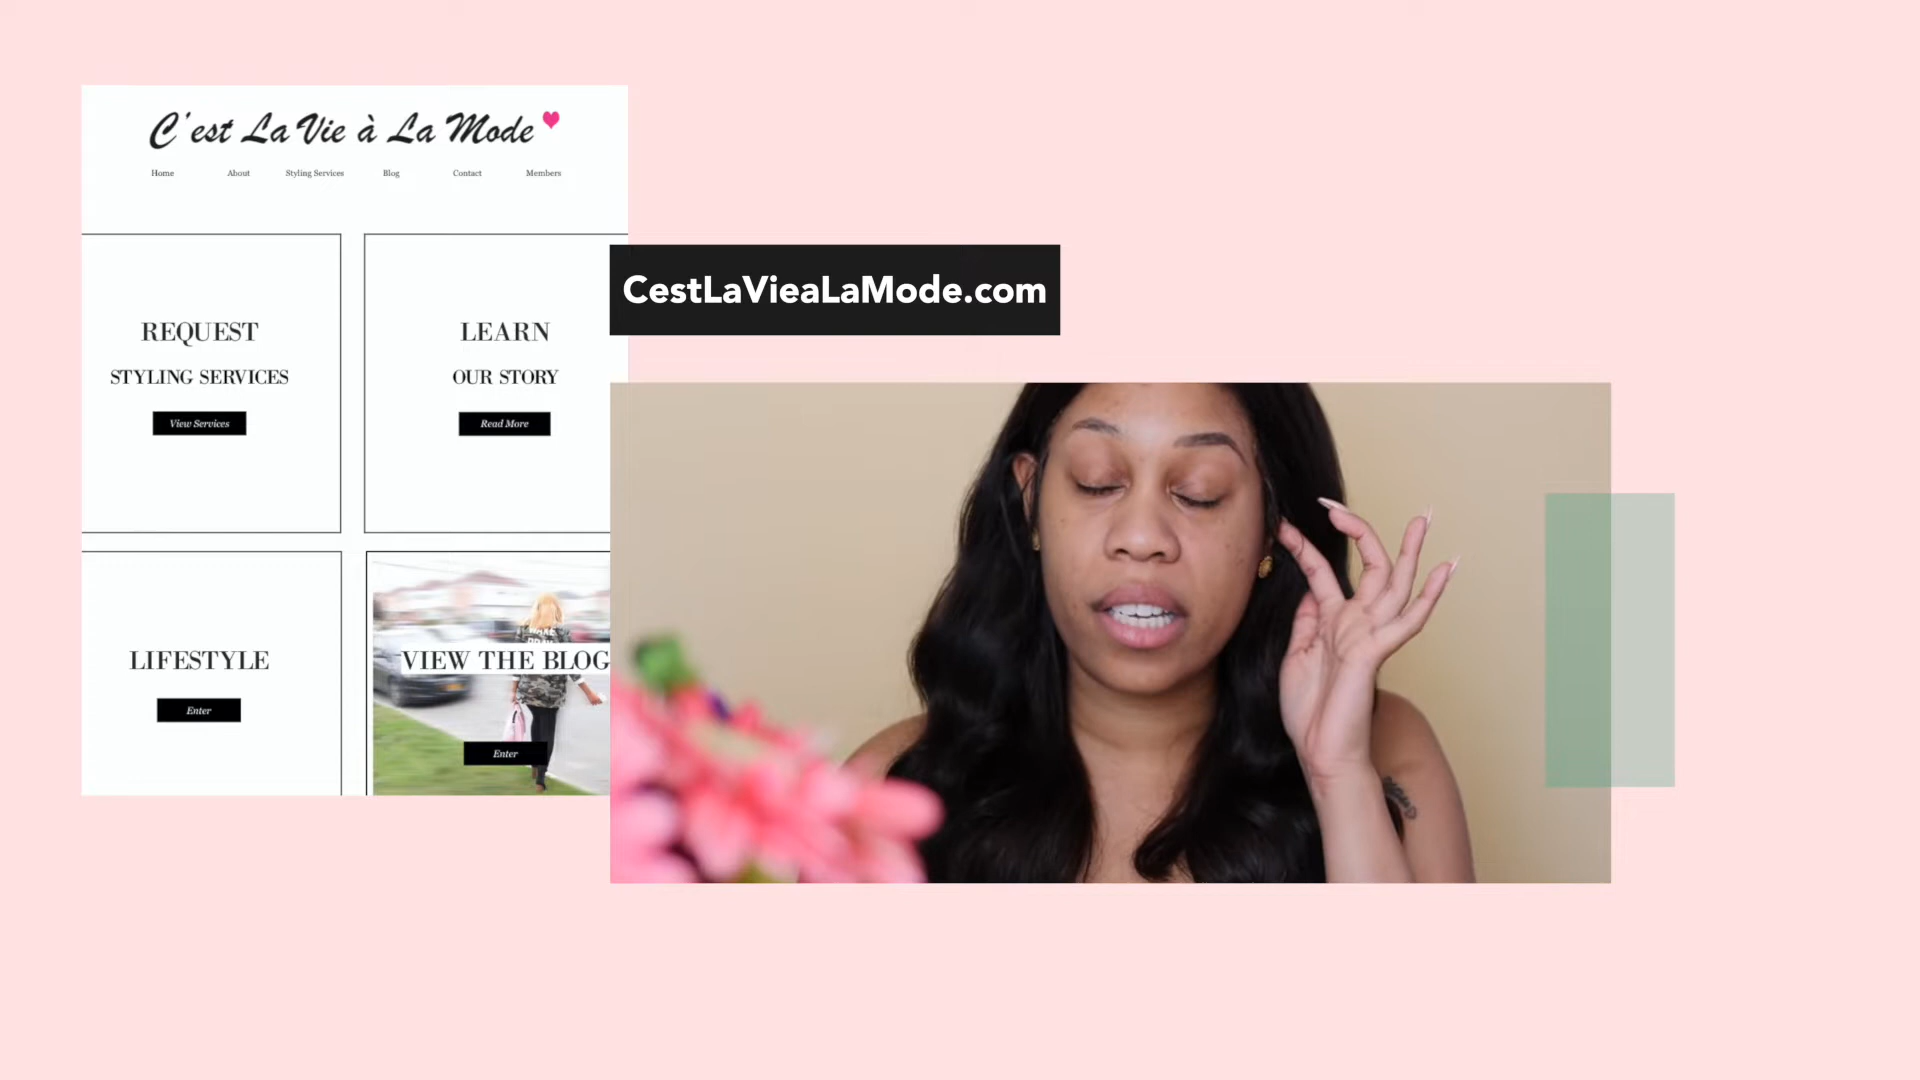 C'est La Vie à La Mode
Home About Styling Services Blog Contact Members
CestLaViealaMode.com
REQUEST
STYLING SERVICES
View Services
LEARN
OUR STORY
Read More
LIFESTYLE
Enter
VIEW THE BLOG
Enter